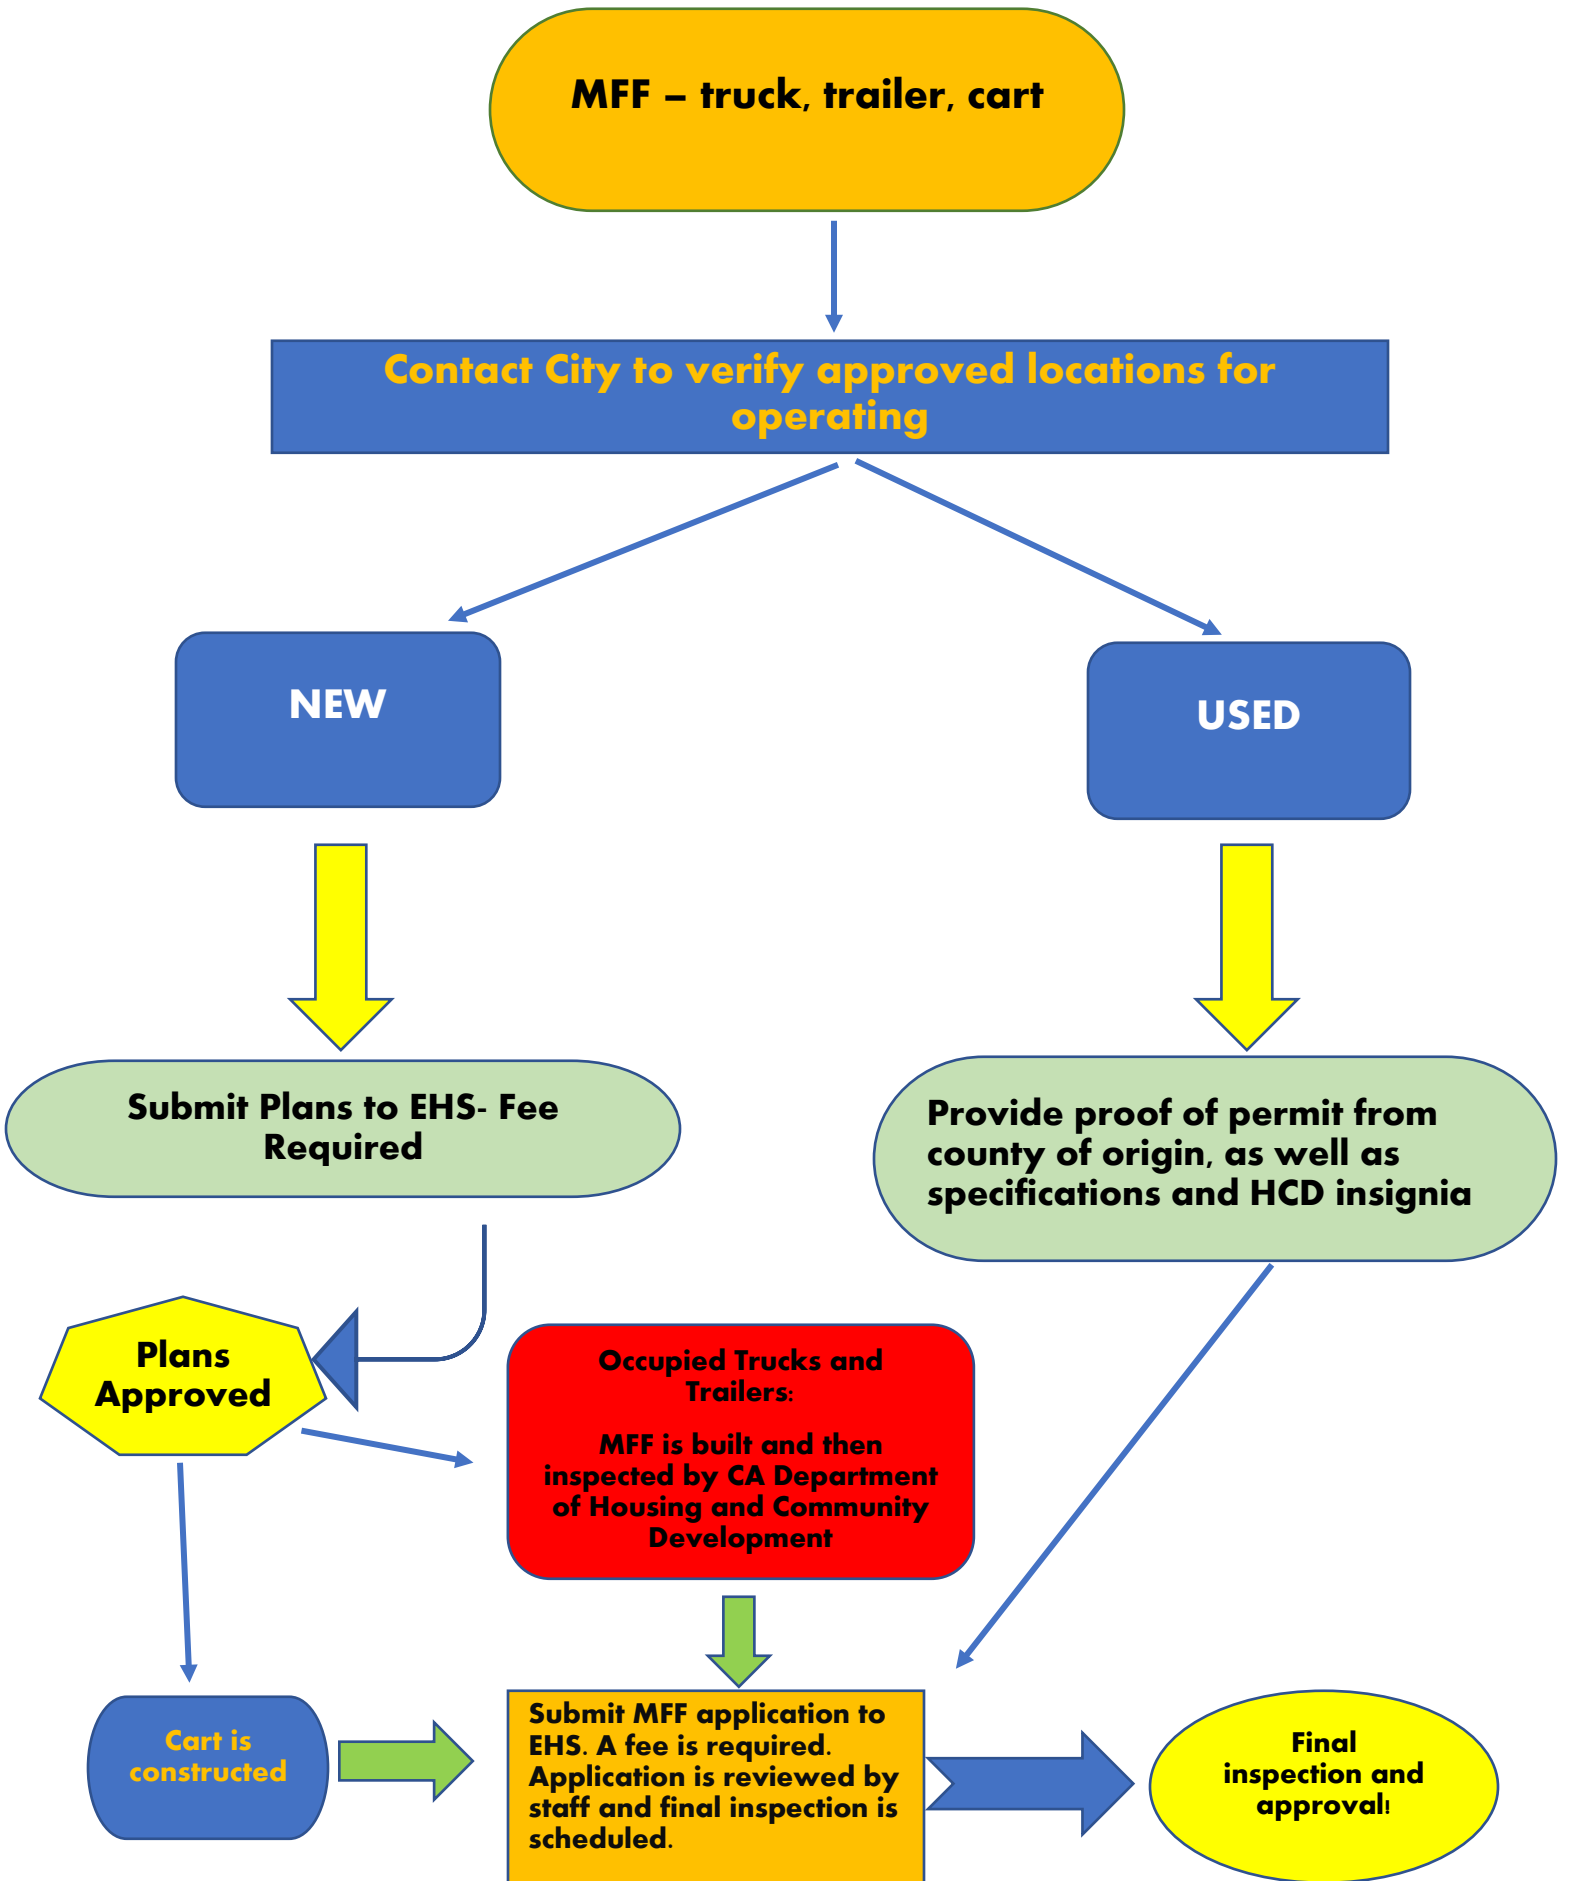 MFF – truck, trailer, cart
Contact City to verify approved locations for
operating
NEW
USED
Submit Plans to EHS- Fee
Required
Provide proof of permit from
county of origin, as well as
specifications and HCD insignia
Plans
Approved
Occupied Trucks and
Trailers:
MFF is built and then
inspected by CA Department
of Housing and Community
Development
Cart is
constructed
Submit MFF application to
EHS. A fee is required.
Application is reviewed by
staff and final inspection is
scheduled.
Final
inspection and
approval!